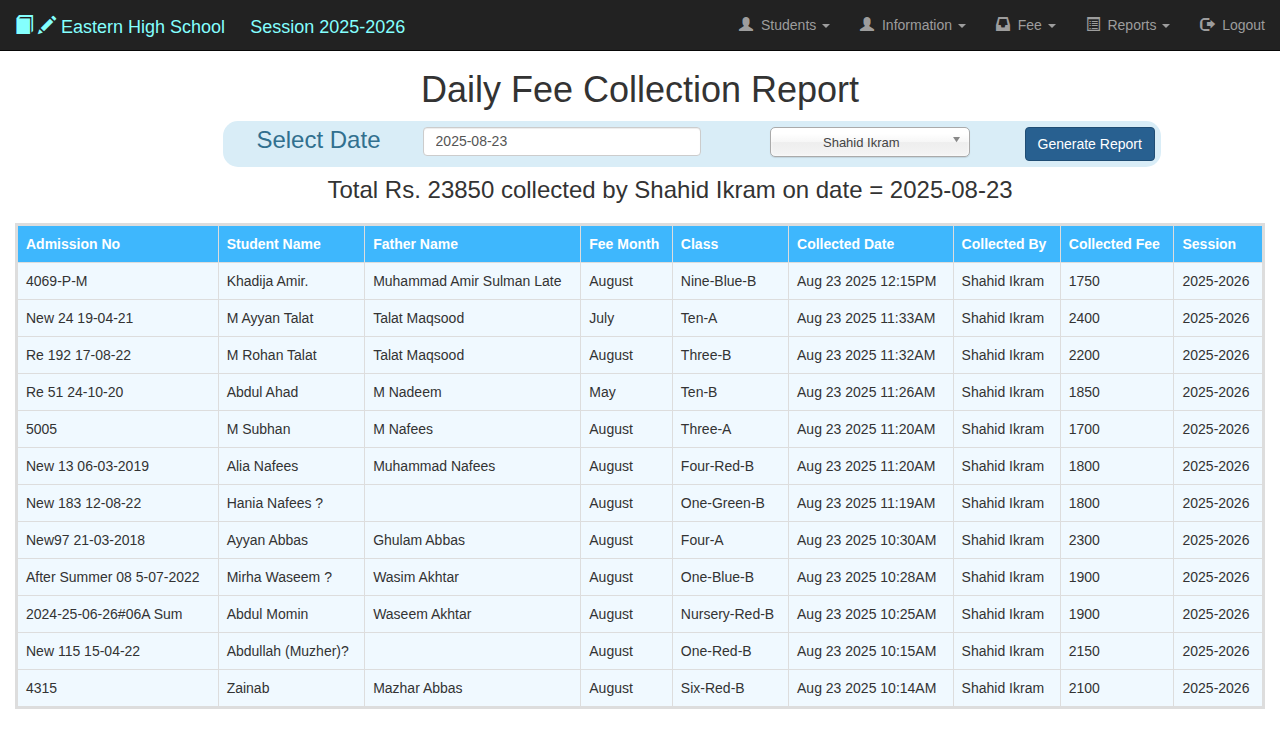 Eastern High School Session 2025-2026 Students Information Fee Reports Logout
Daily Fee Collection Report
Select Date 2025-08-23 Shahid Ikram Generate Report
Total Rs. 23850 collected by Shahid Ikram on date = 2025-08-23
Admission No Student Name Father Name Fee Month Class Collected Date Collected By Collected Fee Session
4069-P-M Khadija Amir. Muhammad Amir Sulman Late August Nine-Blue-B Aug 23 2025 12:15PM Shahid Ikram 1750 2025-2026
New 24 19-04-21 M Ayyan Talat Talat Maqsood July Ten-A Aug 23 2025 11:33AM Shahid Ikram 2400 2025-2026
Re 192 17-08-22 M Rohan Talat Talat Maqsood August Three-B Aug 23 2025 11:32AM Shahid Ikram 2200 2025-2026
Re 51 24-10-20 Abdul Ahad M Nadeem May Ten-B Aug 23 2025 11:26AM Shahid Ikram 1850 2025-2026
5005 M Subhan M Nafees August Three-A Aug 23 2025 11:20AM Shahid Ikram 1700 2025-2026
New 13 06-03-2019 Alia Nafees Muhammad Nafees August Four-Red-B Aug 23 2025 11:20AM Shahid Ikram 1800 2025-2026
New 183 12-08-22 Hania Nafees ? August One-Green-B Aug 23 2025 11:19AM Shahid Ikram 1800 2025-2026
New97 21-03-2018 Ayyan Abbas Ghulam Abbas August Four-A Aug 23 2025 10:30AM Shahid Ikram 2300 2025-2026
After Summer 08 5-07-2022 Mirha Waseem ? Wasim Akhtar August One-Blue-B Aug 23 2025 10:28AM Shahid Ikram 1900 2025-2026
2024-25-06-26#06A Sum Abdul Momin Waseem Akhtar August Nursery-Red-B Aug 23 2025 10:25AM Shahid Ikram 1900 2025-2026
New 115 15-04-22 Abdullah (Muzher)? August One-Red-B Aug 23 2025 10:15AM Shahid Ikram 2150 2025-2026
4315 Zainab Mazhar Abbas August Six-Red-B Aug 23 2025 10:14AM Shahid Ikram 2100 2025-2026